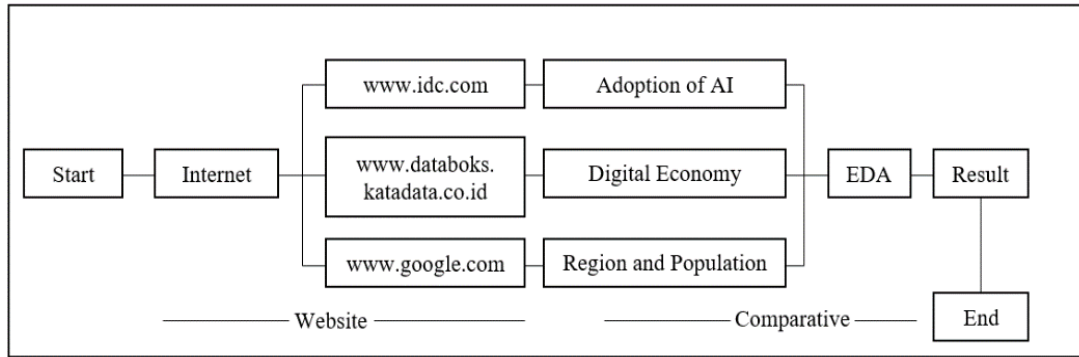 www.idc.com
Adoption of AI
Start
Internet
www.databoks.
katadata.co.id
Digital Economy
EDA
Result
www.google.com
Region and Population
Website
Comparative
End